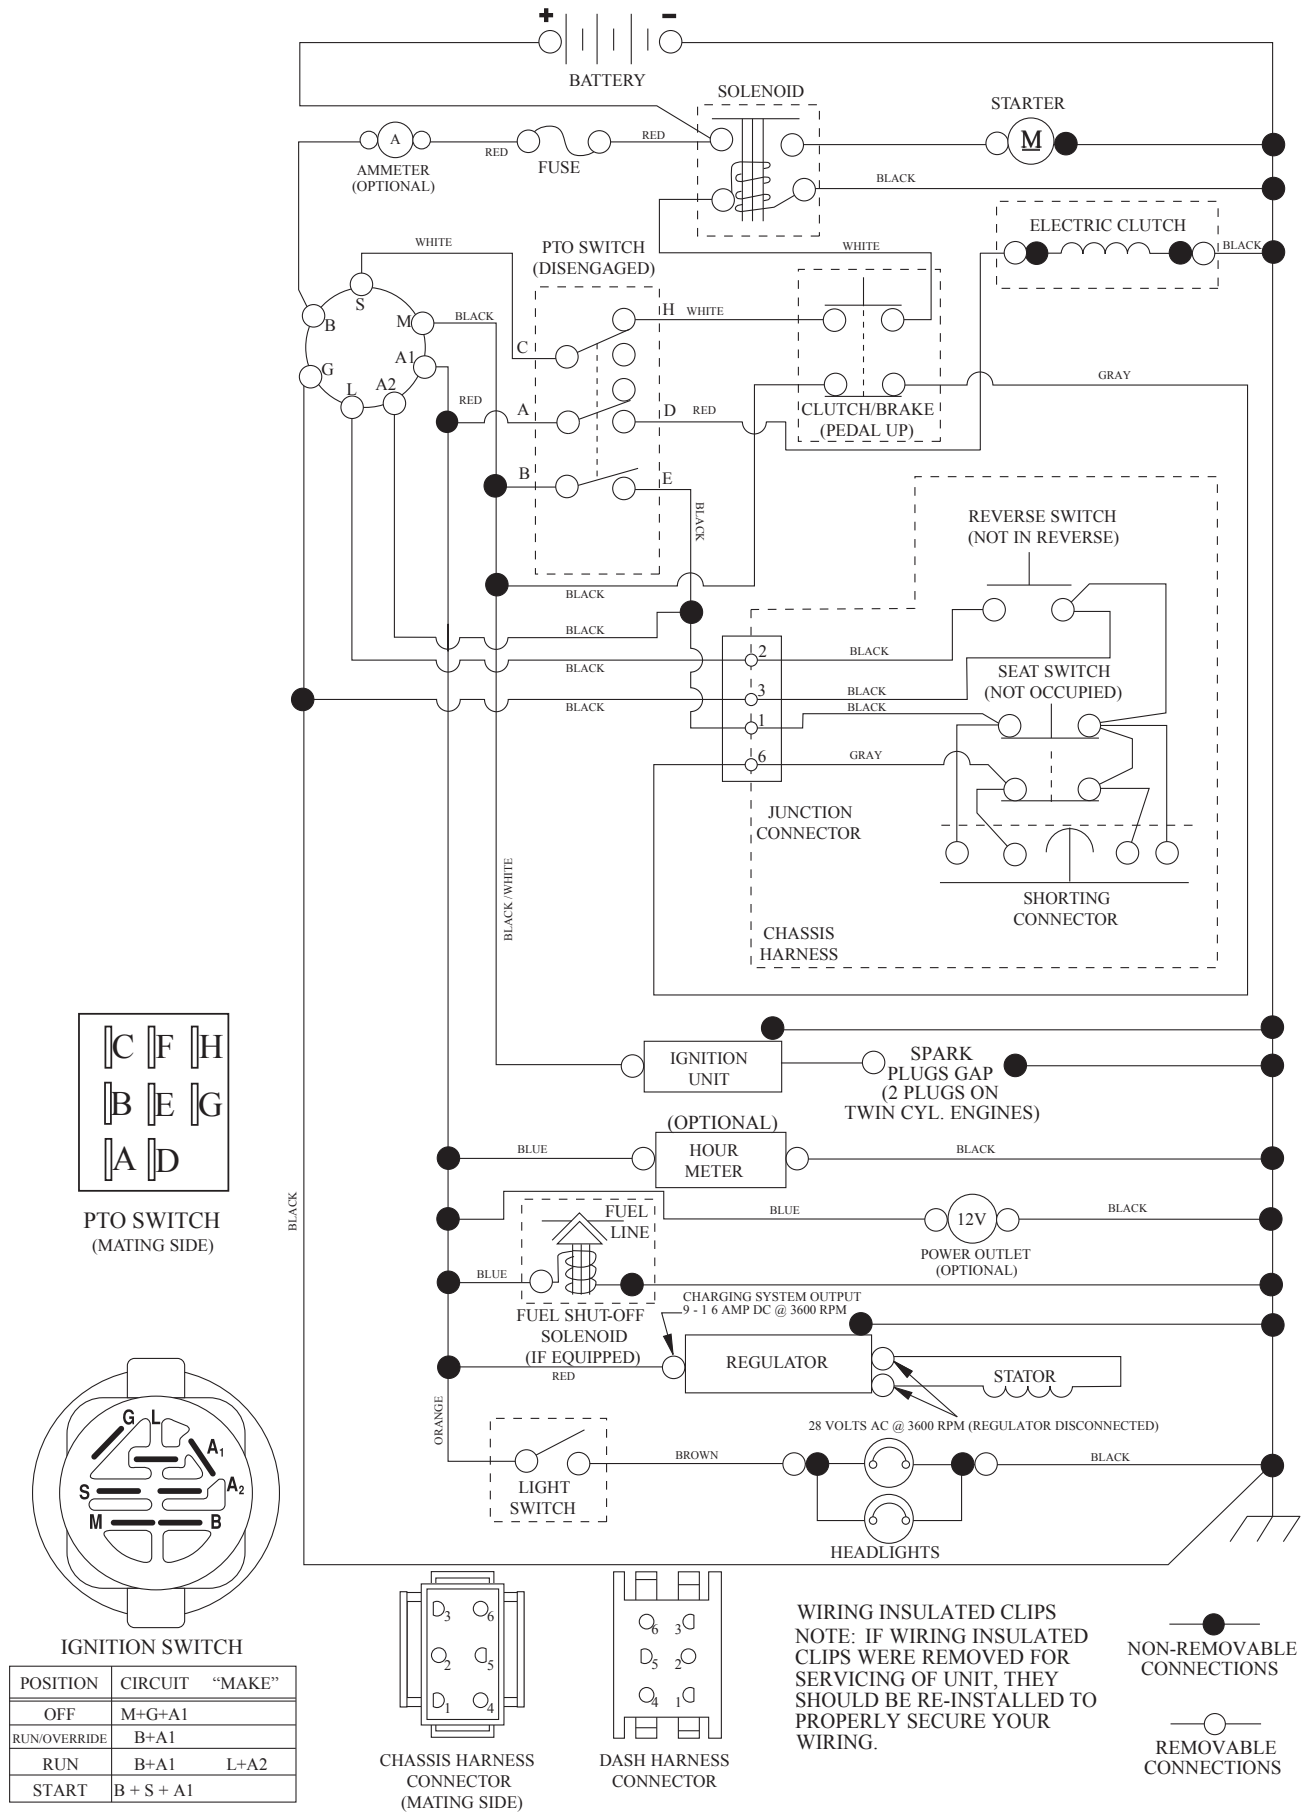 + −
BATTERY
SOLENOID
STARTER
A
M
RED
FUSE
RED
AMMETER
(OPTIONAL)
BLACK
ELECTRIC CLUTCH
BLACK
WHITE
PTO SWITCH
(DISENGAGED)
WHITE
S
B
M
BLACK
H
WHITE
C
G
A1
L
A2
RED
A
D
RED
GRAY
CLUTCH/BRAKE
(PEDAL UP)
B
E
BLACK
REVERSE SWITCH
(NOT IN REVERSE)
BLACK
BLACK
BLACK
2
BLACK
SEAT SWITCH
(NOT OCCUPIED)
3
BLACK
BLACK
BLACK
1
6
GRAY
JUNCTION
CONNECTOR
BLACK/WHITE
SHORTING
CONNECTOR
CHASSIS
HARNESS
C F H
B E G
A D
PTO SWITCH
(MATING SIDE)
IGNITION
UNIT
SPARK
PLUGS GAP
(2 PLUGS ON
TWIN CYL. ENGINES)
(OPTIONAL)
BLUE
HOUR
METER
BLACK
BLACK
FUEL
LINE
BLUE
12V
BLACK
POWER OUTLET
(OPTIONAL)
BLUE
FUEL SHUT-OFF
SOLENOID
(IF EQUIPPED)
CHARGING SYSTEM OUTPUT
9 - 1 6 AMP DC @ 3600 RPM
RED
REGULATOR
STATOR
28 VOLTS AC @ 3600 RPM (REGULATOR DISCONNECTED)
ORANGE
LIGHT
SWITCH
BROWN
BLACK
HEADLIGHTS
G L
A1
A2
S
M B
IGNITION SWITCH
POSITION CIRCUIT “MAKE”
OFF M+G+A1
RUN/OVERRIDE B+A1
RUN B+A1 L+A2
START B + S + A1
3 6
2 5
1 4
CHASSIS HARNESS
CONNECTOR
(MATING SIDE)
6 3
5 2
4 1
DASH HARNESS
CONNECTOR
WIRING INSULATED CLIPS
NOTE: IF WIRING INSULATED
CLIPS WERE REMOVED FOR
SERVICING OF UNIT, THEY
SHOULD BE RE-INSTALLED TO
PROPERLY SECURE YOUR
WIRING.
NON-REMOVABLE
CONNECTIONS
REMOVABLE
CONNECTIONS